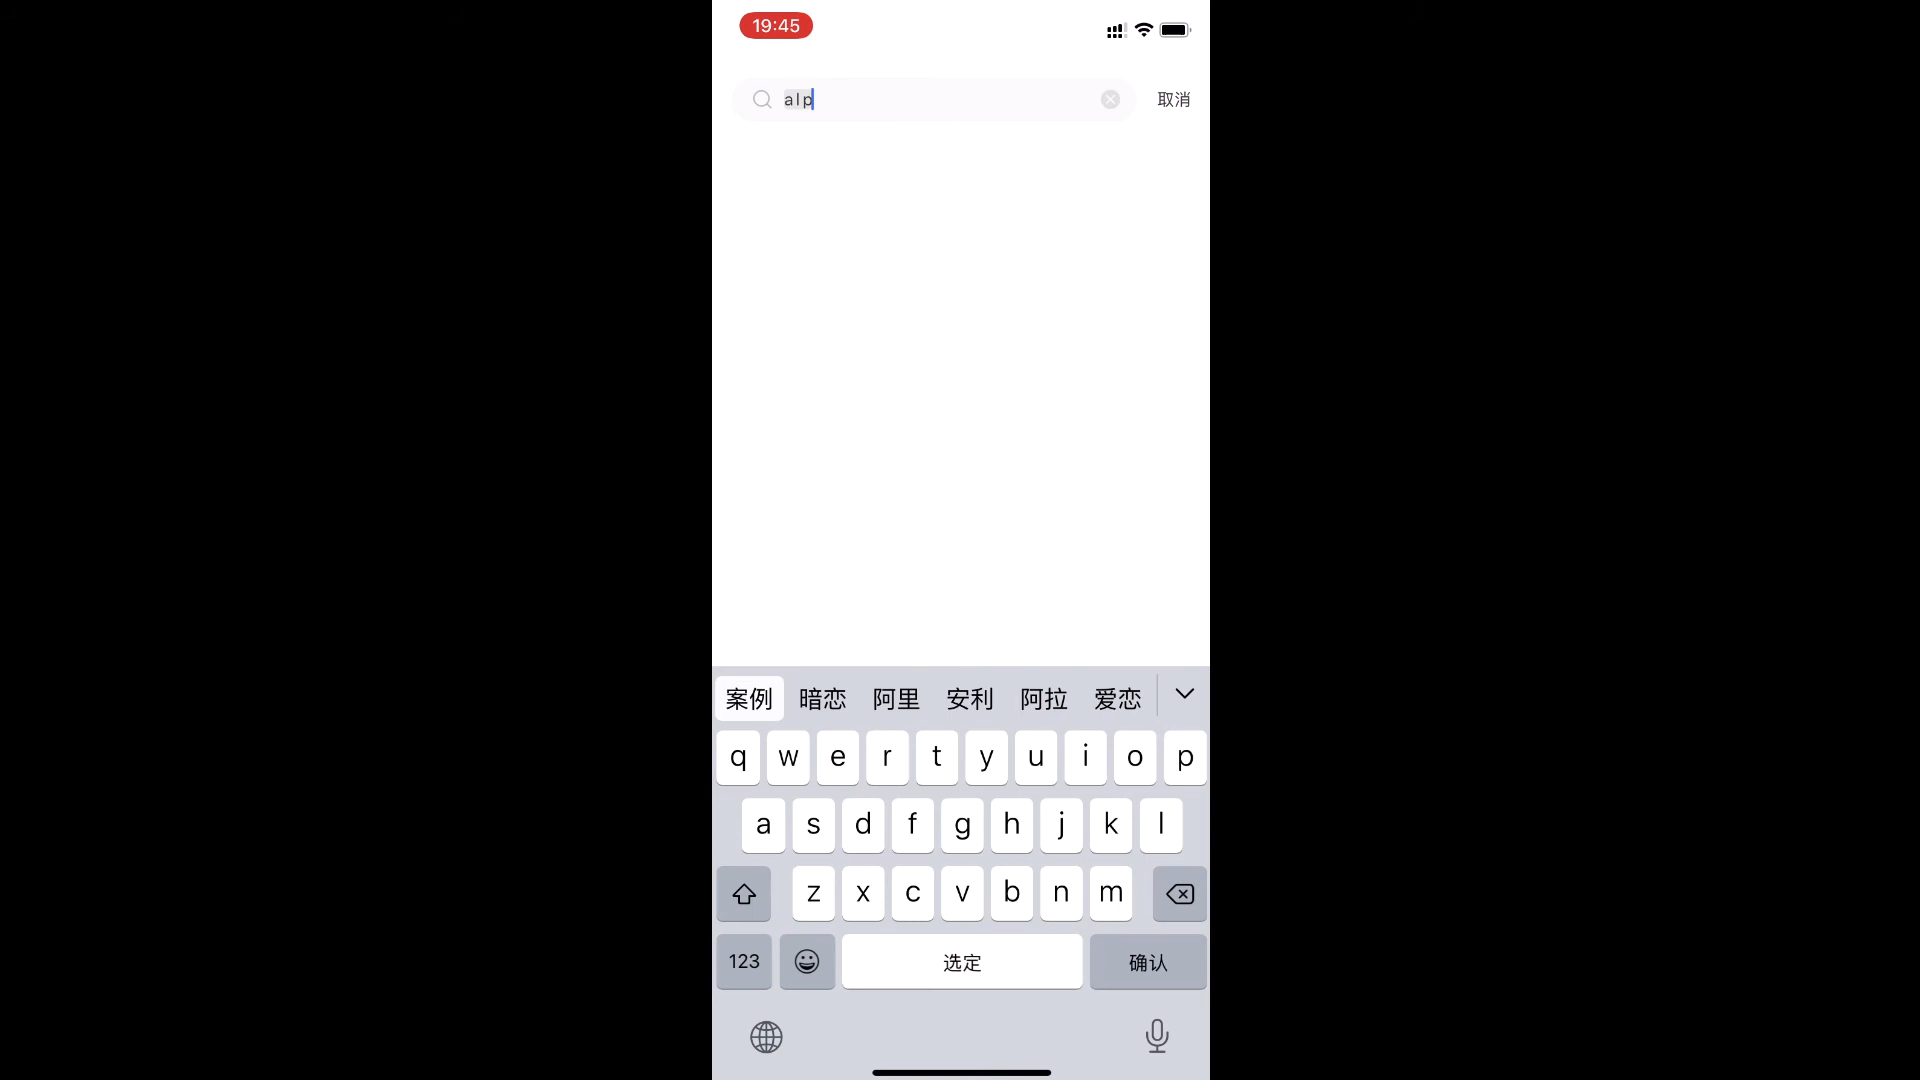 19:45
alp 取消
案例 暗恋 阿里 安利 阿拉 爱恋
q w e r t y u i o p
a s d f g h j k l
z x c v b n m
123 选定 确认